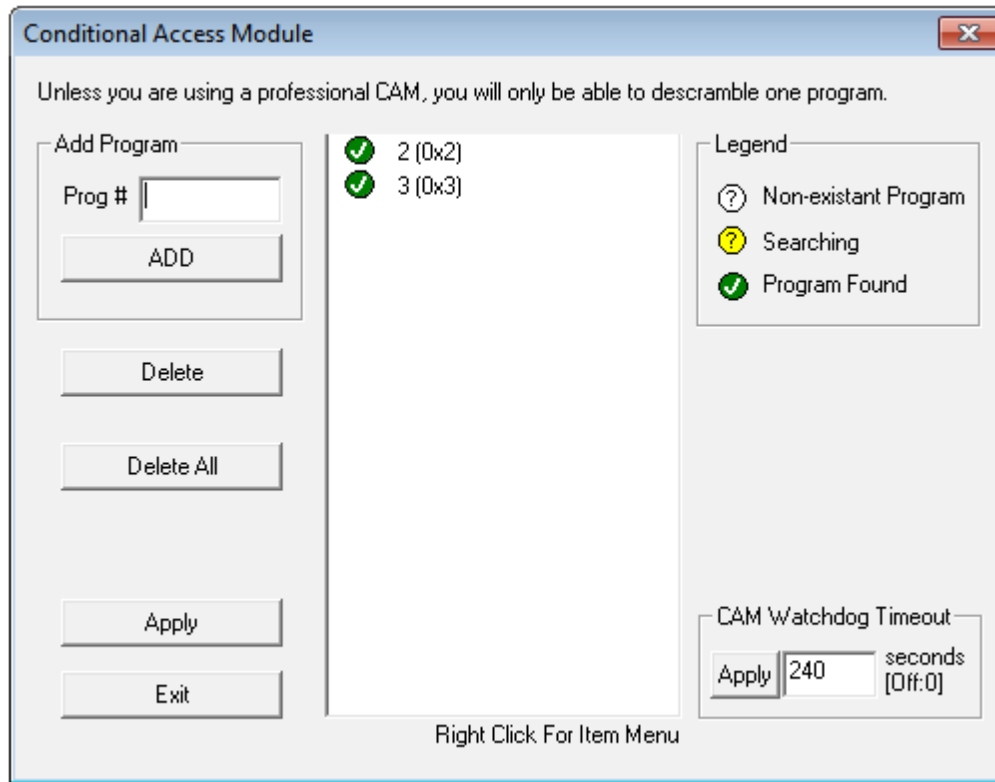 Conditional Access Module
Unless you are using a professional CAM, you will only be able to descramble one program.
Add Program
Prog #
ADD
Delete
Delete All
Apply
Exit
2 (0x2)
3 (0x3)
Right Click For Item Menu
Legend
Non-existant Program
Searching
Program Found
CAM Watchdog Timeout
Apply 240 seconds
[Off:0]